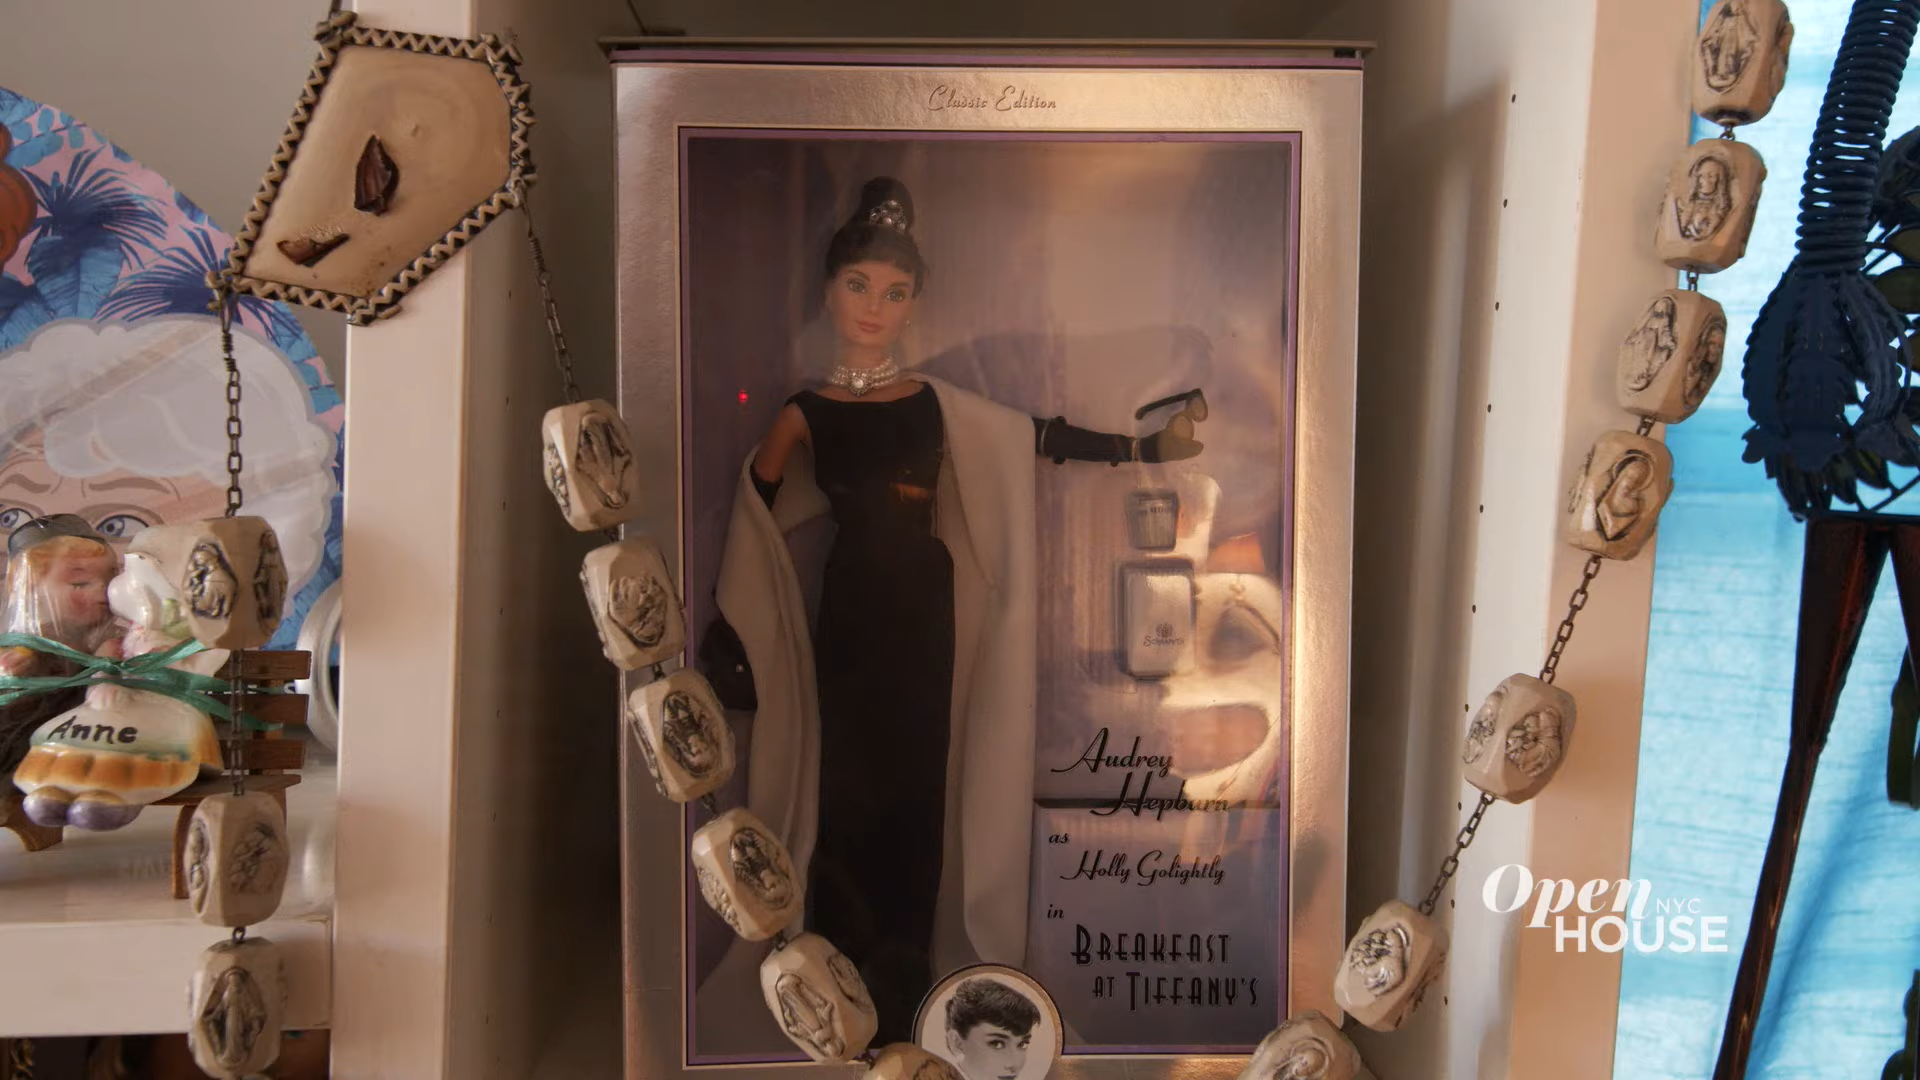 Classic Edition
Anne
Audrey
Hepburn
as
Holly Golightly
in
BREAKFAST
AT TIFFANY'S
Open NYC
HOUSE